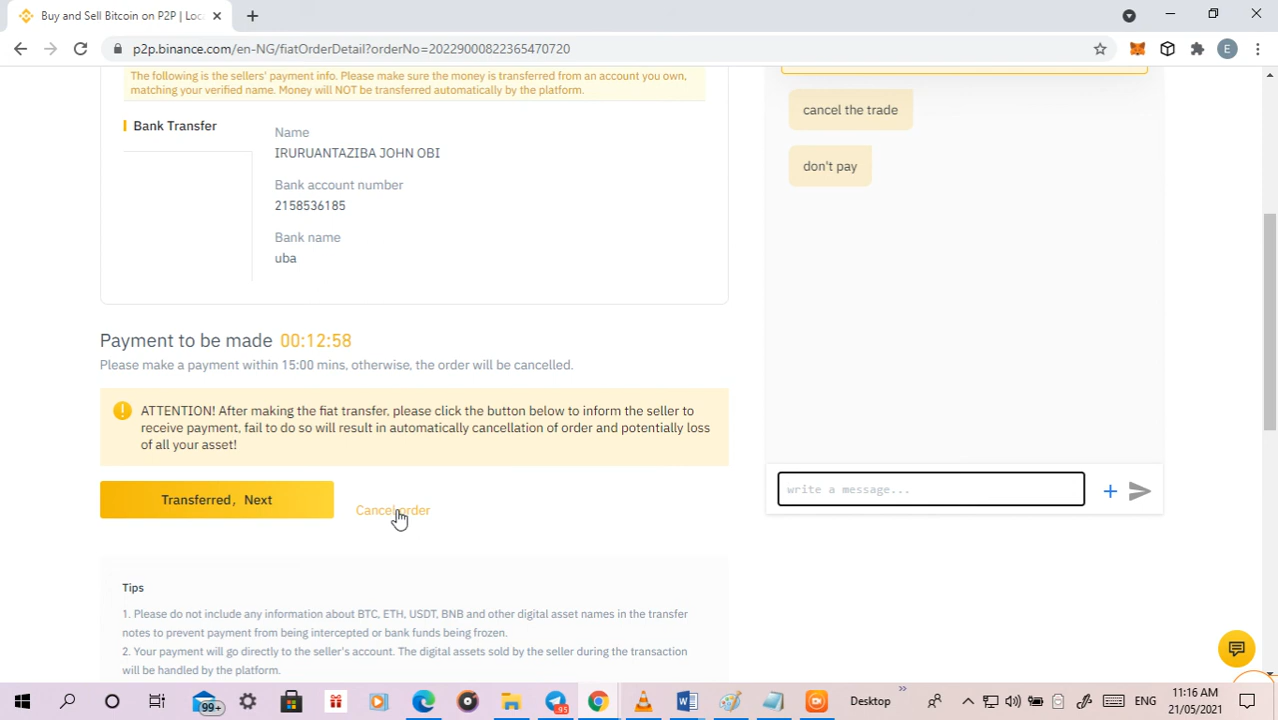 Buy and Sell Bitcoin on P2P | Loc
p2p.binance.com/en-NG/fiatOrderDetail?orderNo=20229000822365470720
E
The following is the sellers' payment info. Please make sure the money is transferred from an account you own,
matching your verified name. Money will NOT be transferred automatically by the platform.
Bank Transfer
Name
IRURUANTAZIBA JOHN OBI
Bank account number
2158536185
Bank name
uba
Payment to be made 00:12:58
Please make a payment within 15:00 mins, otherwise, the order will be cancelled.
ATTENTION! After making the fiat transfer, please click the button below to inform the seller to
receive payment, fail to do so will result in automatically cancellation of order and potentially loss
of all your asset!
Transferred, Next
Cancel order
Tips
1. Please do not include any information about BTC, ETH, USDT, BNB and other digital asset names in the transfer
notes to prevent payment from being intercepted or bank funds being frozen.
2. Your payment will go directly to the seller's account. The digital assets sold by the seller during the transaction
will be handled by the platform.
cancel the trade
don't pay
write a message...
99+
95
Desktop
ENG
11:16 AM
21/05/2021